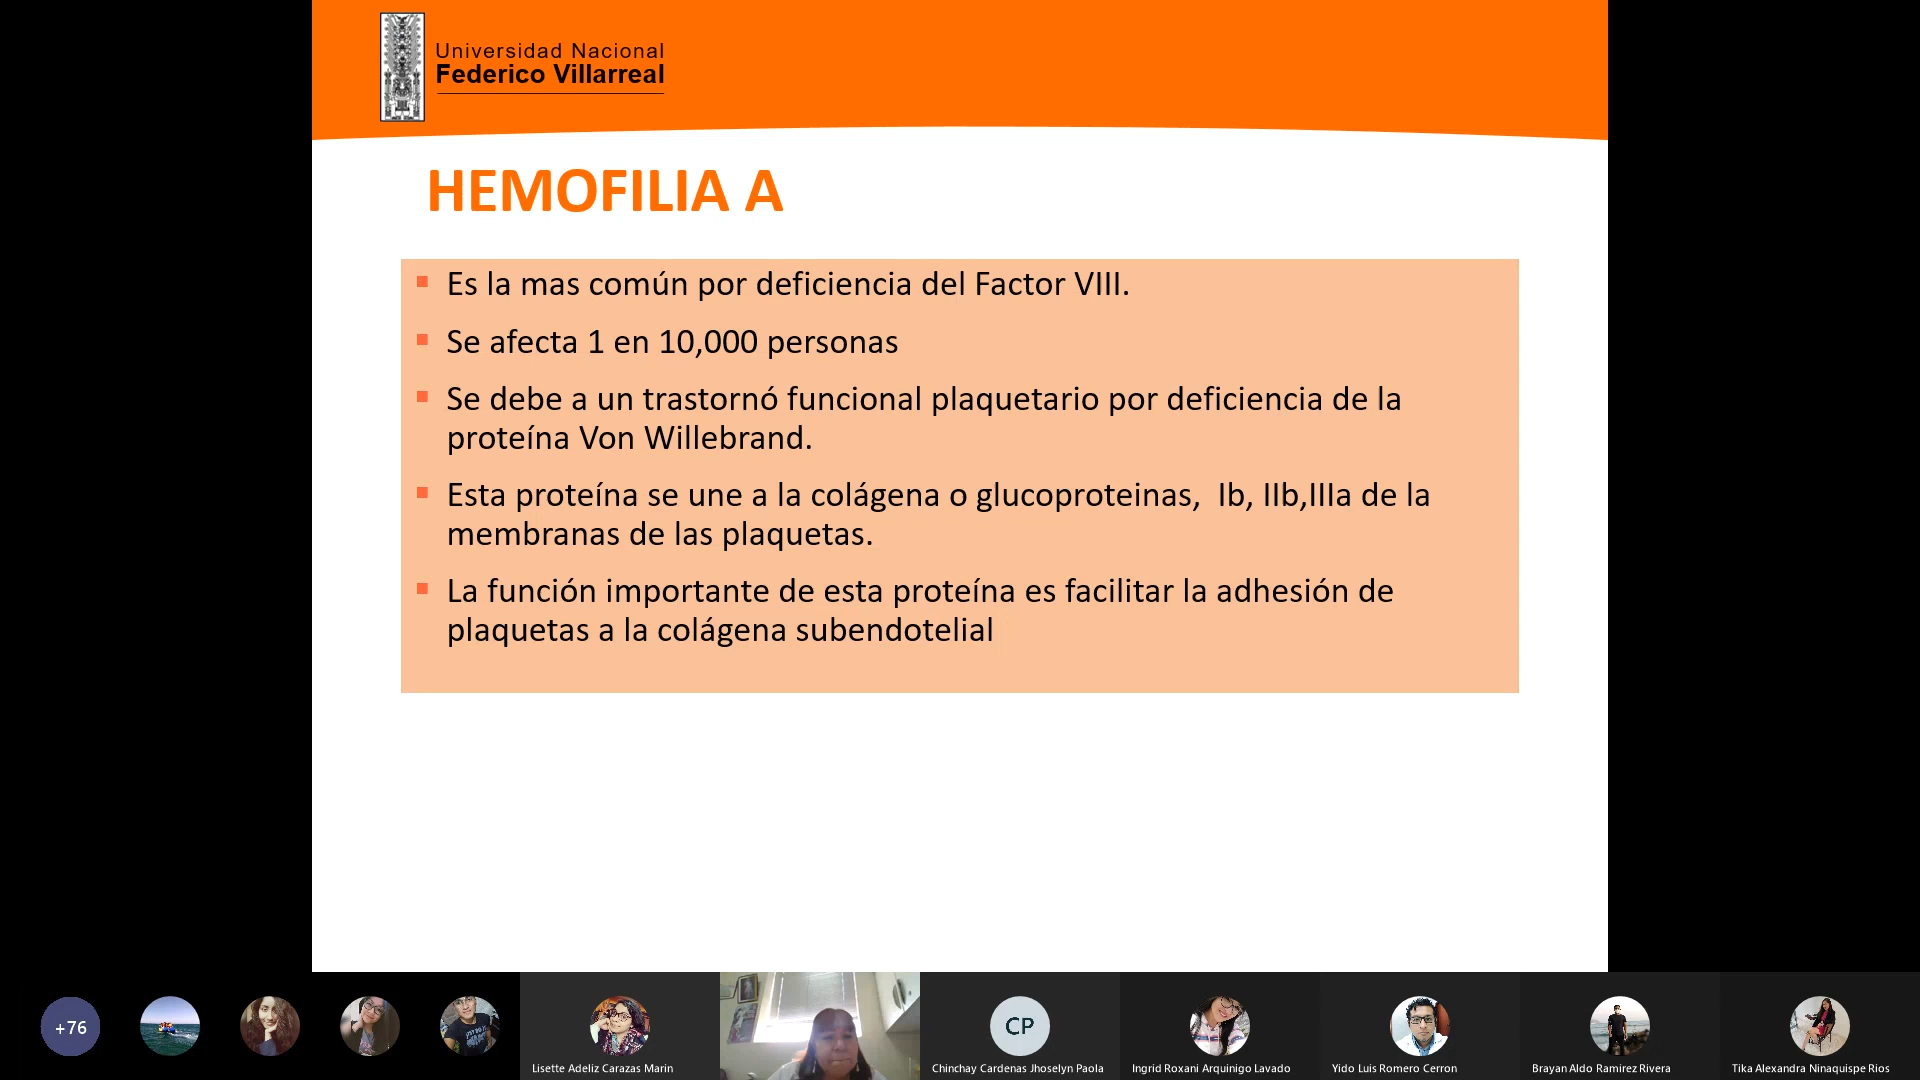 Universidad Nacional
Federico Villarreal
HEMOFILIA A
Es la mas común por deficiencia del Factor VIII.
Se afecta 1 en 10,000 personas
Se debe a un trastornó funcional plaquetario por deficiencia de la
proteína Von Willebrand.
Esta proteína se une a la colágena o glucoproteinas,  Ib, IIb,IIIa de la
membranas de las plaquetas.
La función importante de esta proteína es facilitar la adhesión de
plaquetas a la colágena subendotelial
+76
CP
Lisette Adeliz Carazas Marin
Chinchay Cardenas Jhoselyn Paola
Ingrid Roxani Arquinigo Lavado
Yido Luis Romero Cerron
Brayan Aldo Ramirez Rivera
Tika Alexandra Ninaquispe Rios